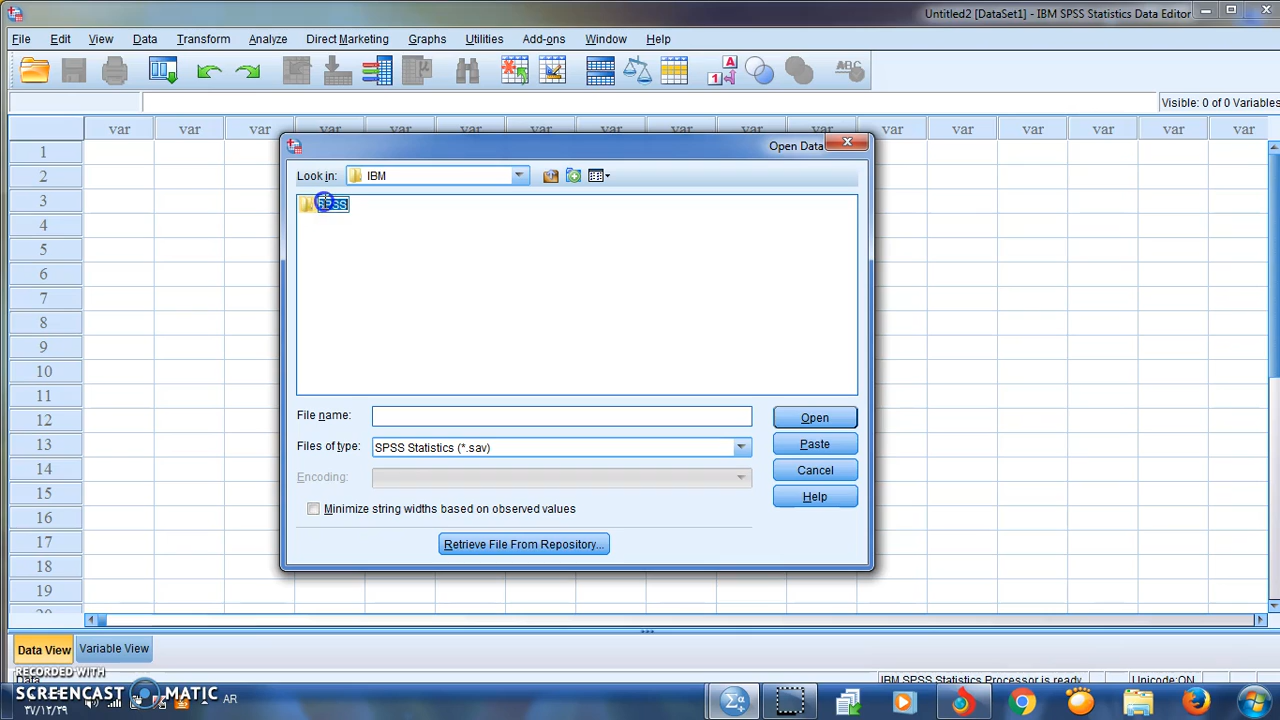 Untitled2 [DataSet1] - IBM SPSS Statistics Data Editor
File Edit View Data Transform Analyze Direct Marketing Graphs Utilities Add-ons Window Help
Visible: 0 of 0 Variables
var var var var var var var var var var var var var var var var var
Open Data
1
2
3
4
5
6
7
8
9
10
11
12
13
14
15
16
17
18
19
20
Look in: IBM
SPSS
File name: Open
Files of type: SPSS Statistics (*.sav) Paste
Cancel
Encoding: Help
Minimize string widths based on observed values
Retrieve File From Repository...
Data View Variable View
Data IBM SPSS Statistics Processor is ready Unicode:ON
RECORDED WITH
SCREENCAST MATIC
AR
٣٧/١٢/٢٩